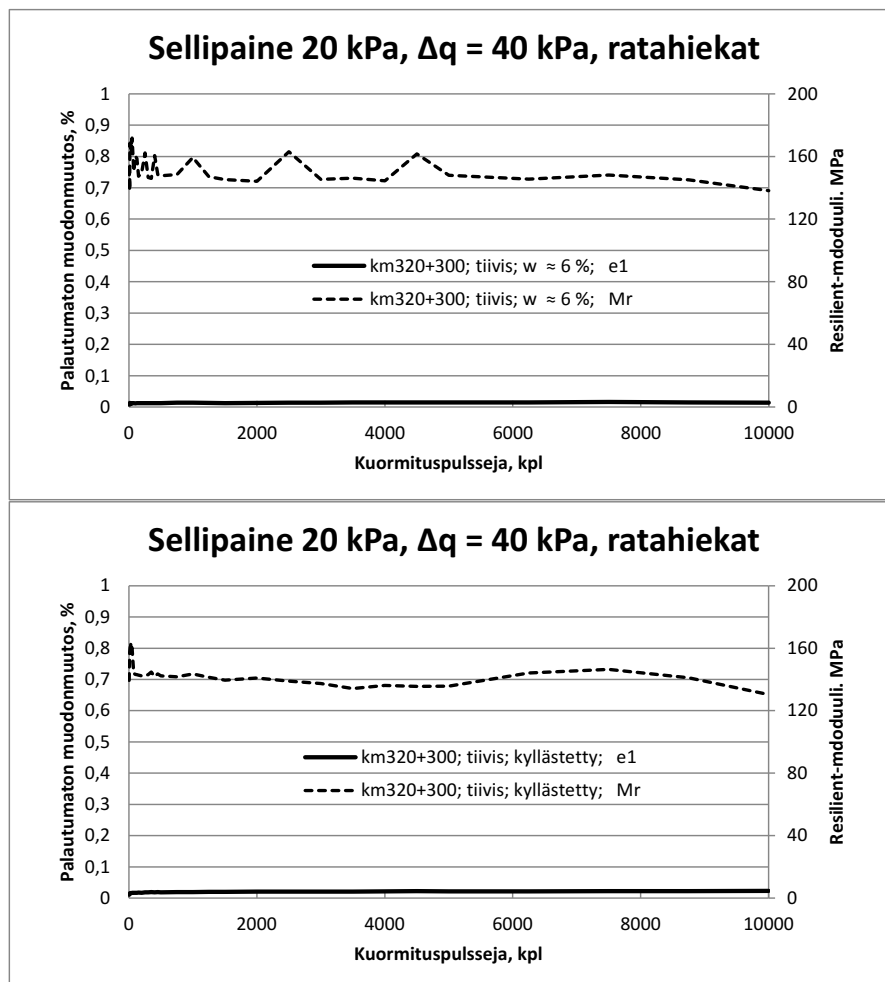 Sellipaine 20 kPa, Δq = 40 kPa, ratahiekat
Palautumaton muodonmuutos, %
1
0,9
0,8
0,7
0,6
0,5
0,4
0,3
0,2
0,1
0
km320+300; tiivis; w ≈ 6 %; e1
km320+300; tiivis; w ≈ 6 %; Mr
200
160
120
80
40
0
Resilient-mdoduuli. MPa
0 2000 4000 6000 8000 10000
Kuormituspulsseja, kpl
Sellipaine 20 kPa, Δq = 40 kPa, ratahiekat
Palautumaton muodonmuutos, %
1
0,9
0,8
0,7
0,6
0,5
0,4
0,3
0,2
0,1
0
km320+300; tiivis; kyllästetty; e1
km320+300; tiivis; kyllästetty; Mr
200
160
120
80
40
0
Resilient-mdoduuli. MPa
0 2000 4000 6000 8000 10000
Kuormituspulsseja, kpl